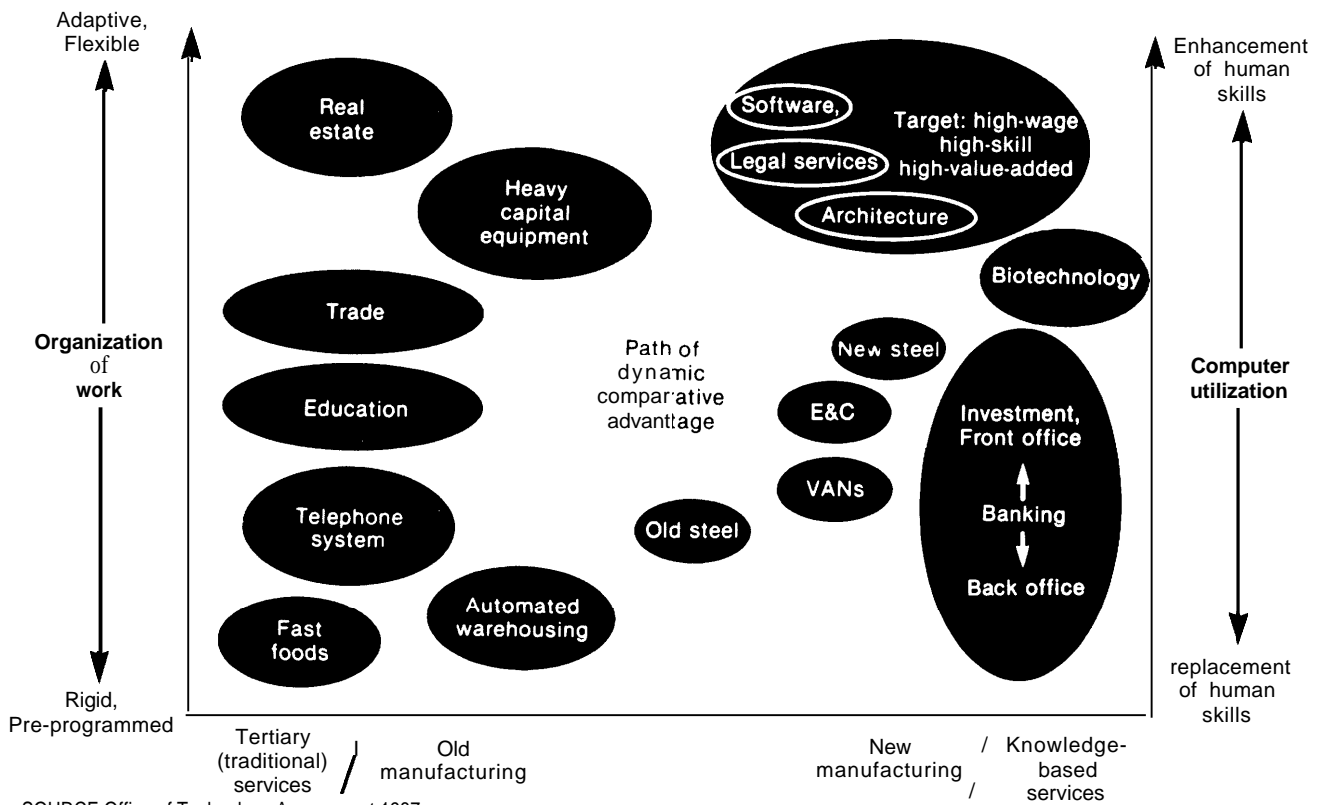 Adaptive,
Flexible
Organization
of
work
Rigid,
Pre-programmed
Real
estate
Heavy
capital
equipment
Trade
Education
Telephone
system
Fast
foods
Automated
warehousing
Path of
dynamic
comparative
advantage
Old steel
Software,
Legal services
Architecture
Target: high-wage
high-skill
high-value-added
Biotechnology
New steel
E&C
VANs
Investment,
Front office
Banking
Back office
Enhancement
of human
skills
Computer
utilization
replacement
of human
skills
Tertiary
(traditional)
services
/
Old
manufacturing
New
manufacturing
/
/
Knowledge-
based
services